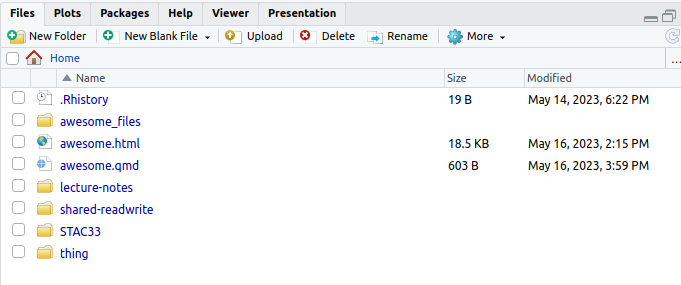 Files Plots Packages Help Viewer Presentation
New Folder New Blank File Upload Delete Rename More
Home ...
Name Size Modified
.Rhistory 19 B May 14, 2023, 6:22 PM
awesome_files
awesome.html 18.5 KB May 16, 2023, 2:15 PM
awesome.qmd 603 B May 16, 2023, 3:59 PM
lecture-notes
shared-readwrite
STAC33
thing